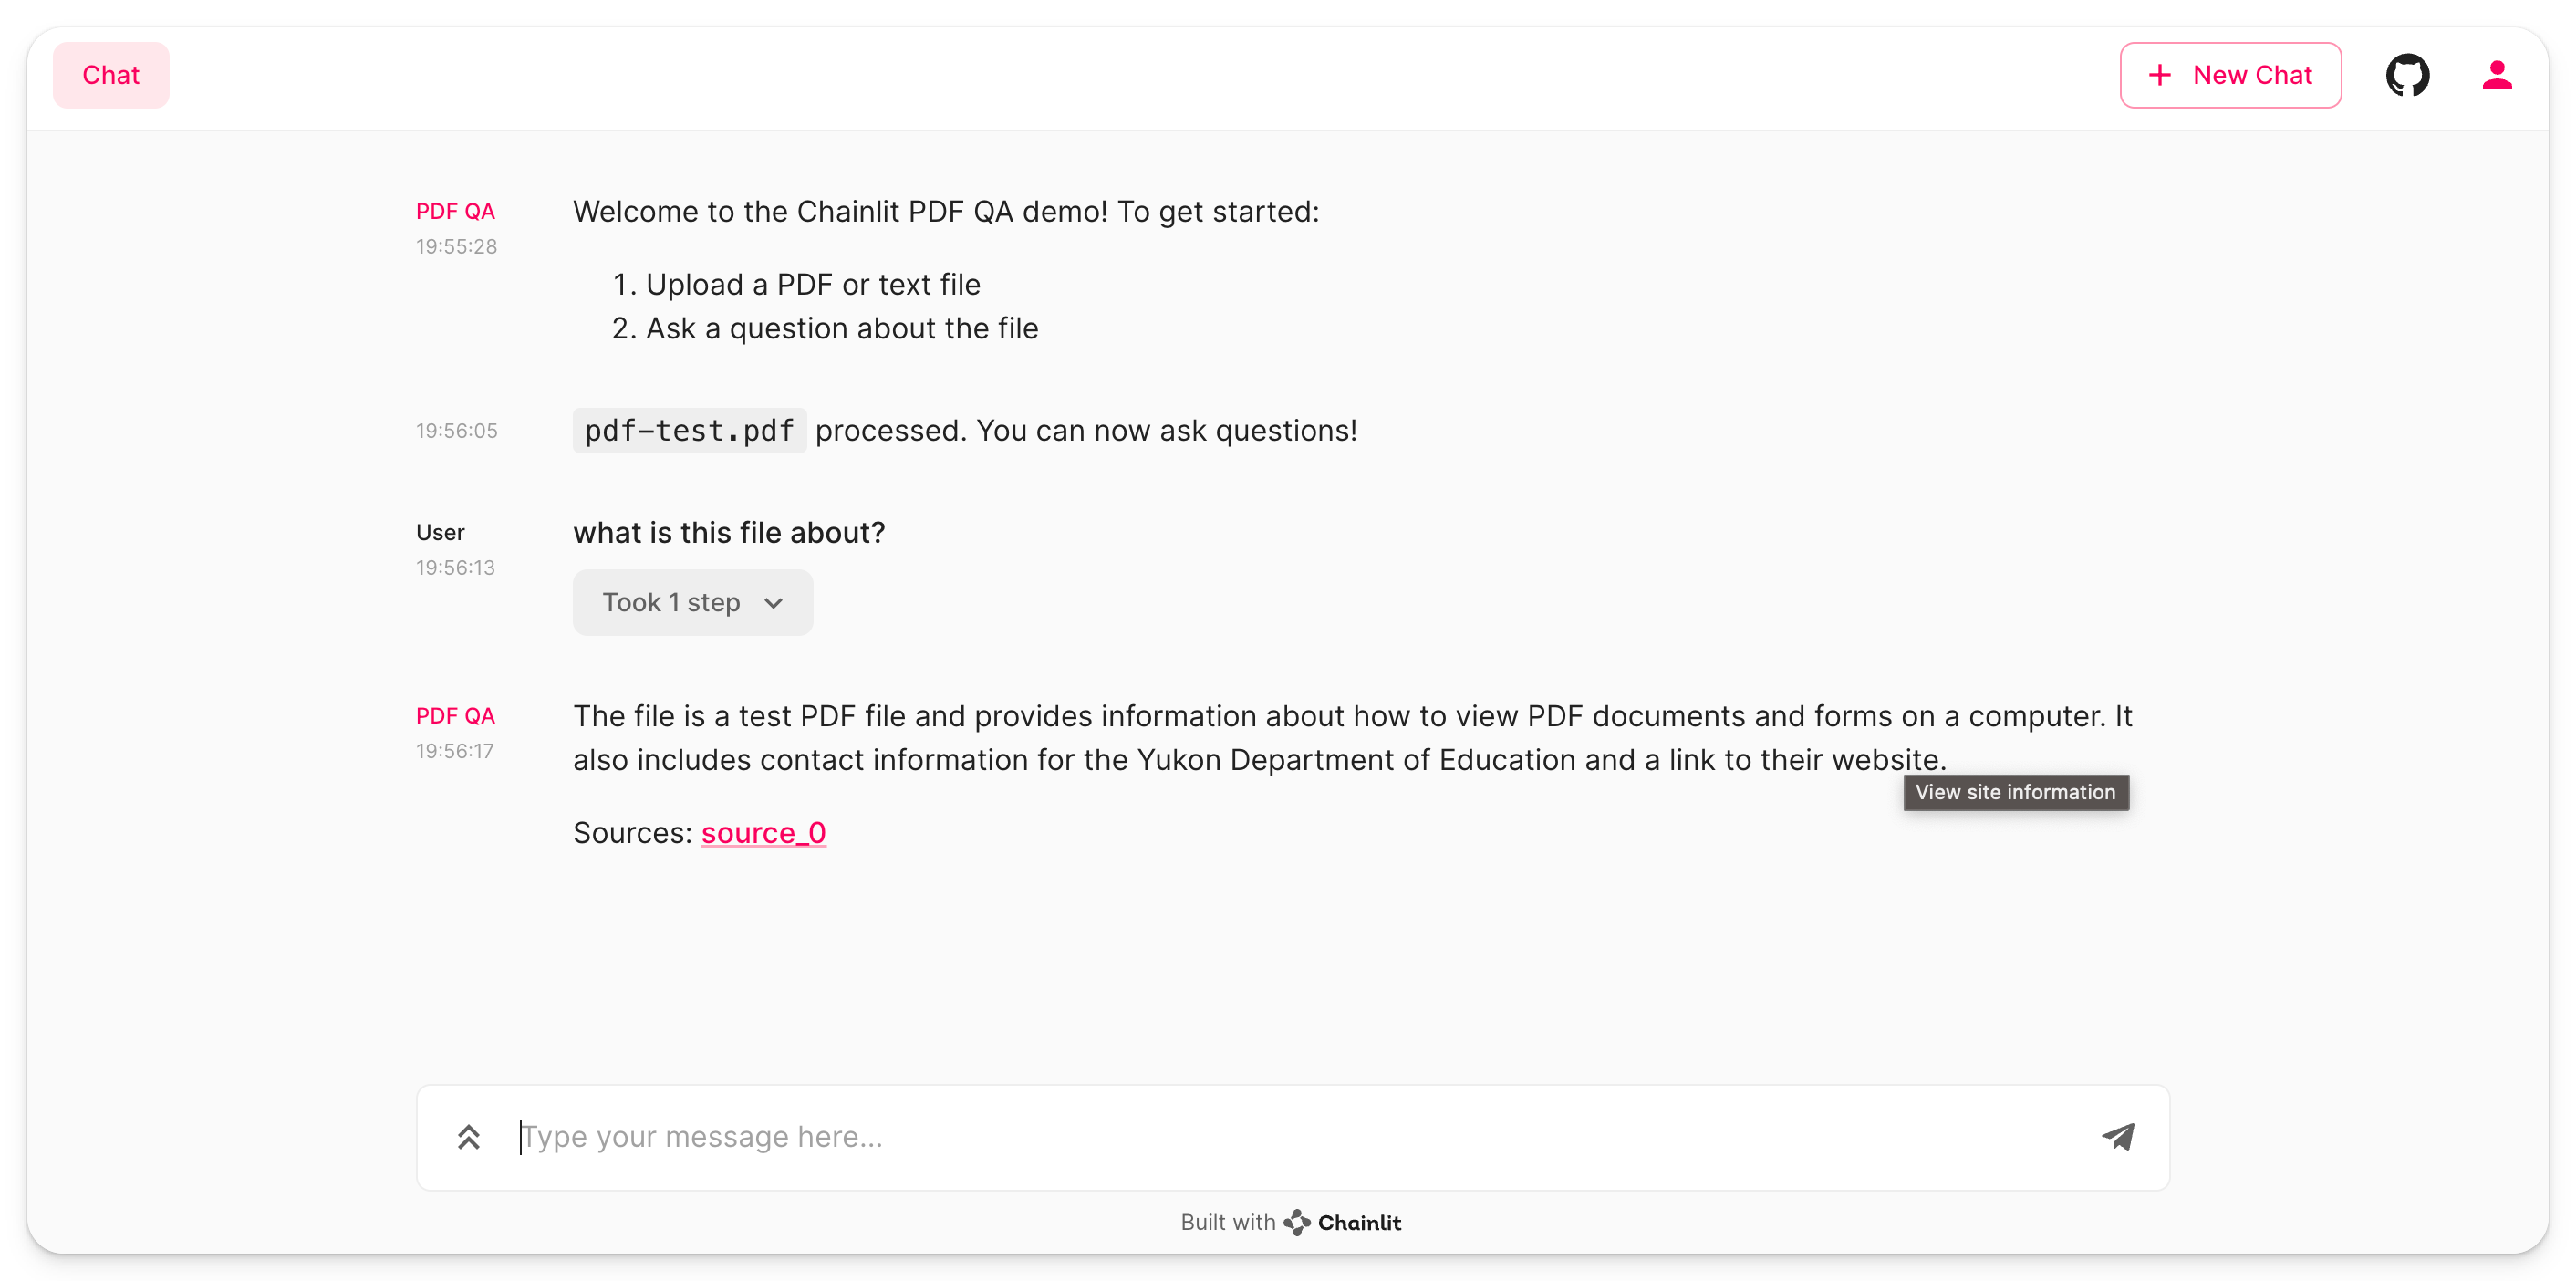 Chat
New Chat
PDF QA
19:55:28
Welcome to the Chainlit PDF QA demo! To get started:
1. Upload a PDF or text file
2. Ask a question about the file
19:56:05
pdf-test.pdf processed. You can now ask questions!
User
19:56:13
what is this file about?
Took 1 step
PDF QA
19:56:17
The file is a test PDF file and provides information about how to view PDF documents and forms on a computer. It
also includes contact information for the Yukon Department of Education and a link to their website.
View site information
Sources: source_0
Type your message here...
Built with Chainlit